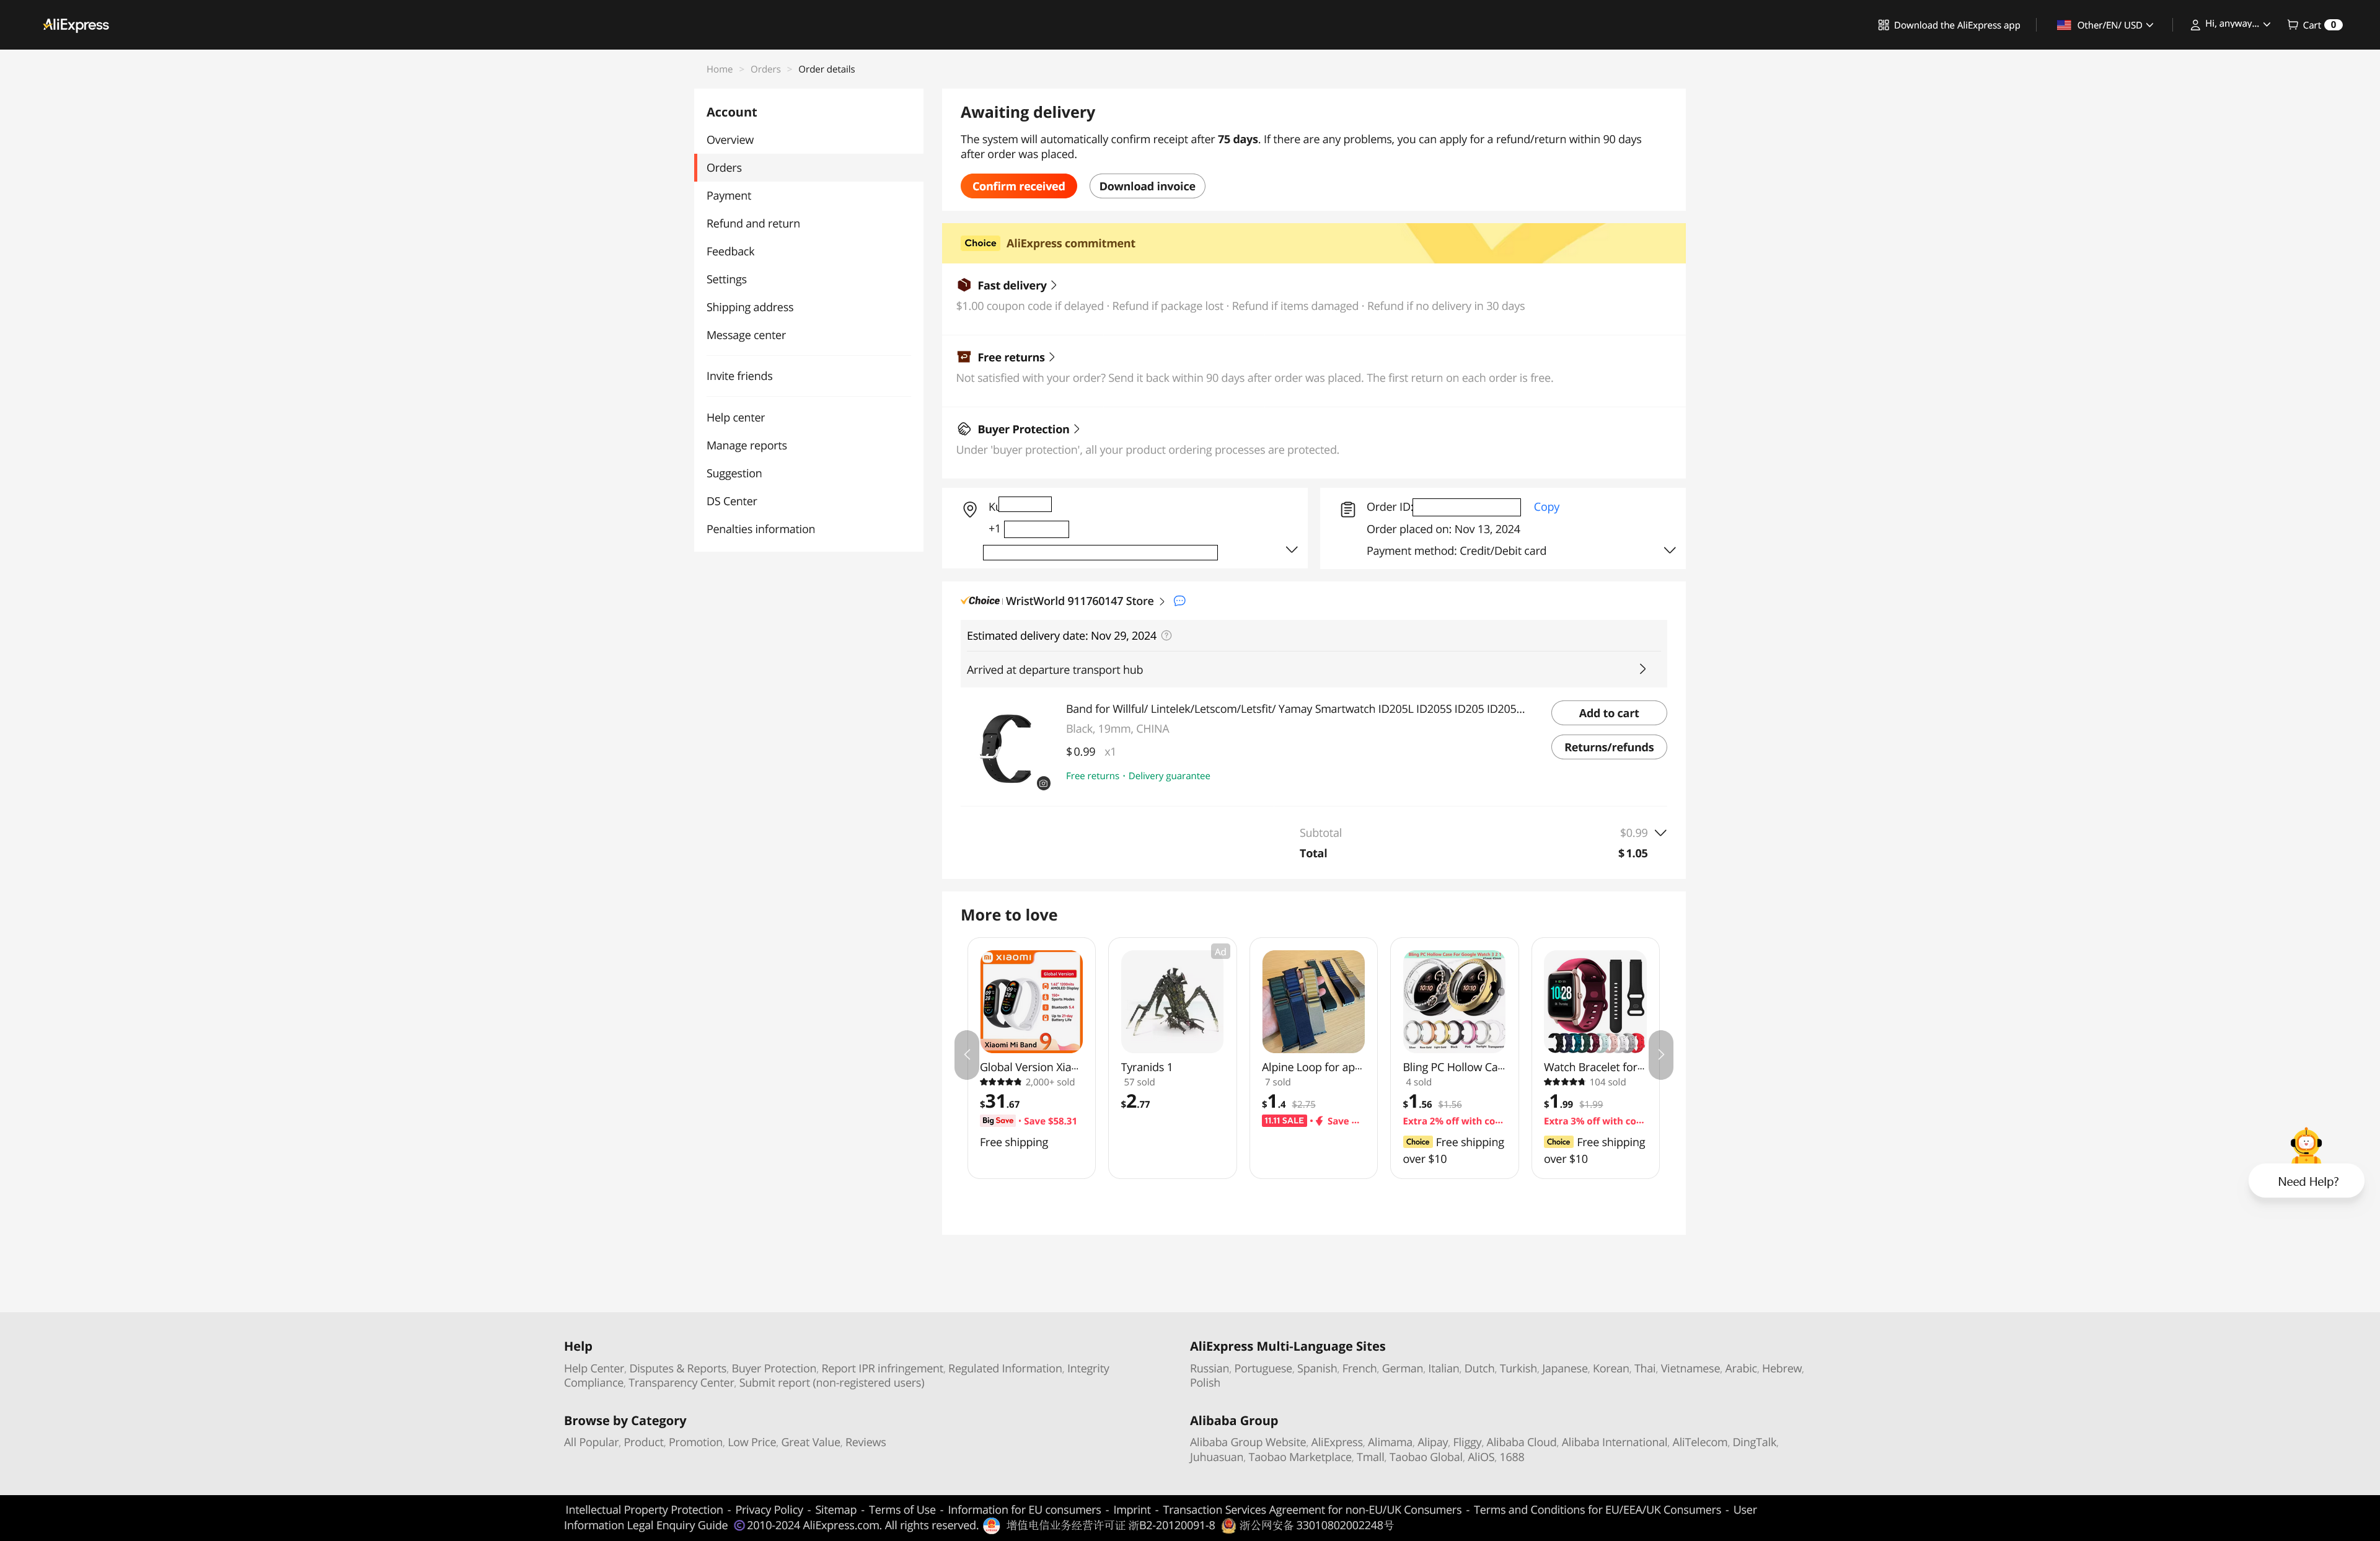 AliExpress
Download the AliExpress app
Other/EN/ USD
Hi, anyway...
Cart 0
Home > Orders > Order details
Account
Overview
Orders
Payment
Refund and return
Feedback
Settings
Shipping address
Message center
Invite friends
Help center
Manage reports
Suggestion
DS Center
Penalties information
Awaiting delivery
The system will automatically confirm receipt after 75 days. If there are any problems, you can apply for a refund/return within 90 days
after order was placed.
Confirm received
Download invoice
Choice AliExpress commitment
Fast delivery
$1.00 coupon code if delayed · Refund if package lost · Refund if items damaged · Refund if no delivery in 30 days
Free returns
Not satisfied with your order? Send it back within 90 days after order was placed. The first return on each order is free.
Buyer Protection
Under 'buyer protection', all your product ordering processes are protected.
+1
Order ID:
Copy
Order placed on: Nov 13, 2024
Payment method: Credit/Debit card
Choice WristWorld 911760147 Store
Estimated delivery date: Nov 29, 2024
Arrived at departure transport hub
Band for Willful/ Lintelek/Letscom/Letsfit/ Yamay Smartwatch ID205L ID205S ID205 ID205...
Black, 19mm, CHINA
$0.99 x1
Free returns · Delivery guarantee
Add to cart
Returns/refunds
Subtotal $0.99
Total $1.05
More to love
xiaomi
Global Version
Xiaomi Mi Band 9
Global Version Xia...
2,000+ sold
$31.67
Big Save · Save $58.31
Free shipping
Ad
Tyranids 1
57 sold
$2.77
Alpine Loop for ap...
7 sold
$1.4 $2.75
11.11 SALE · Save ...
Bling PC Hollow Ca...
4 sold
$1.56 $1.56
Extra 2% off with co...
Choice Free shipping
over $10
10:28
Watch Bracelet for...
104 sold
$1.99 $1.99
Extra 3% off with co...
Choice Free shipping
over $10
Need Help?
Help
Help Center, Disputes & Reports, Buyer Protection, Report IPR infringement, Regulated Information, Integrity
Compliance, Transparency Center, Submit report (non-registered users)
AliExpress Multi-Language Sites
Russian, Portuguese, Spanish, French, German, Italian, Dutch, Turkish, Japanese, Korean, Thai, Vietnamese, Arabic, Hebrew,
Polish
Browse by Category
All Popular, Product, Promotion, Low Price, Great Value, Reviews
Alibaba Group
Alibaba Group Website, AliExpress, Alimama, Alipay, Fliggy, Alibaba Cloud, Alibaba International, AliTelecom, DingTalk,
Juhuasuan, Taobao Marketplace, Tmall, Taobao Global, AliOS, 1688
Intellectual Property Protection - Privacy Policy - Sitemap - Terms of Use - Information for EU consumers - Imprint - Transaction Services Agreement for non-EU/UK Consumers - Terms and Conditions for EU/EEA/UK Consumers - User
Information Legal Enquiry Guide ©2010-2024 AliExpress.com. All rights reserved. 增值电信业务经营许可证 浙B2-20120091-8 浙公网安备 33010802002248号